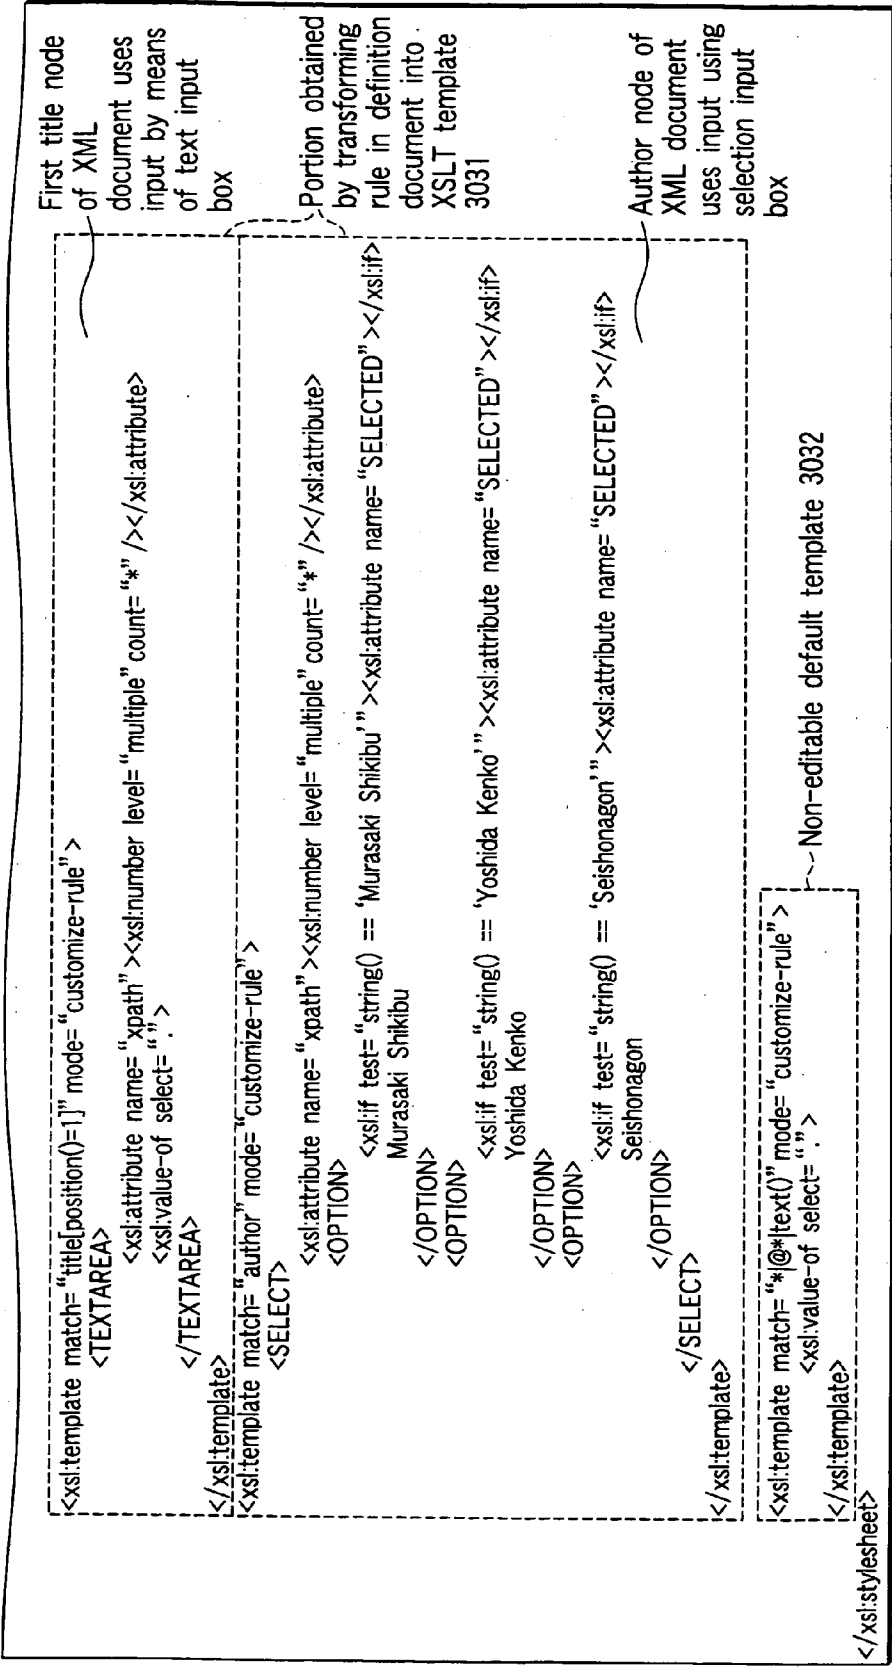 <xsl:template match=“title[position()=1]” mode=“customize-rule” >
<TEXTAREA>
<xsl:attribute name=“xpath” ><xsl:number level=“multiple” count=“*” /></xsl:attribute>
<xsl:value-of select=“.” >
</TEXTAREA>
</xsl:template>
<xsl:template match=“author” mode=“customize-rule” >
<SELECT>
<xsl:attribute name=“xpath” ><xsl:number level=“multiple” count=“*” /></xsl:attribute>
<OPTION>
<xsl:if test=“string() == ‘Murasaki Shikibu’” ><xsl:attribute name=“SELECTED” ></xsl:if>
Murasaki Shikibu
</OPTION>
<OPTION>
<xsl:if test=“string() == ‘Yoshida Kenko’” ><xsl:attribute name=“SELECTED” ></xsl:if>
Yoshida Kenko
</OPTION>
<OPTION>
<xsl:if test=“string() == ‘Seishonagon’” ><xsl:attribute name=“SELECTED” ></xsl:if>
Seishonagon
</OPTION>
</SELECT>
</xsl:template>
<xsl:template match=“*|@*|text()” mode=“customize-rule” >
<xsl:value-of select=“.” >
</xsl:template>
</xsl:stylesheet>
First title node
of XML
document uses
input by means
of text input
box
Portion obtained
by transforming
rule in definition
document into
XSLT template
3031
Author node of
XML document
uses input using
selection input
box
Non-editable default template 3032